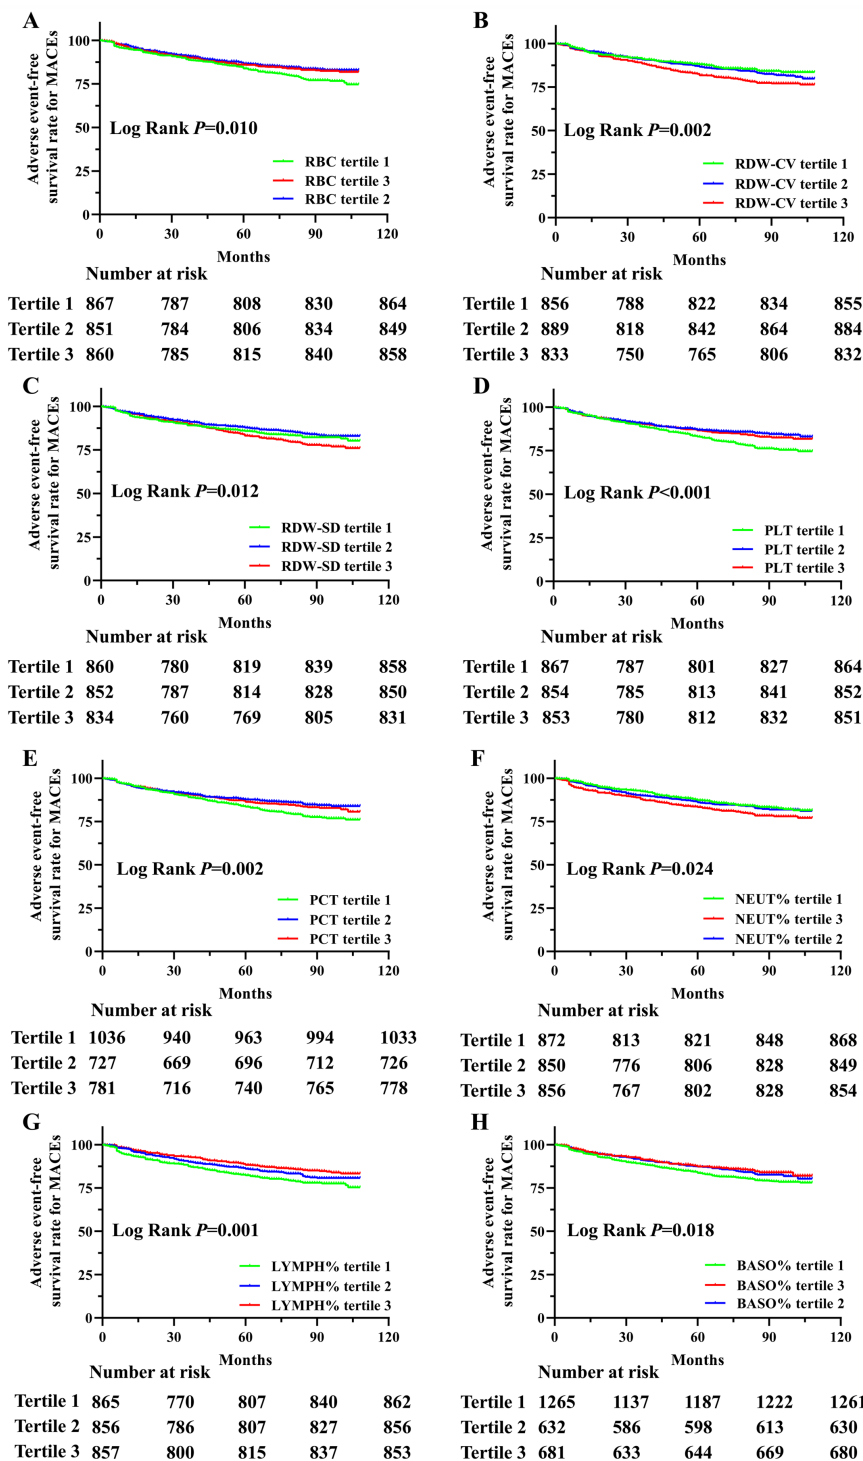 A
Adverse event-free
survival rate for MACEs
100
75
50
25
0
Log Rank P=0.010
RBC tertile 1
RBC tertile 3
RBC tertile 2
0 30 60 90 120
Months
Number at risk
Tertile 1 867 787 808 830 864
Tertile 2 851 784 806 834 849
Tertile 3 860 785 815 840 858
B
Adverse event-free
survival rate for MACEs
100
75
50
25
0
Log Rank P=0.002
RDW-CV tertile 1
RDW-CV tertile 2
RDW-CV tertile 3
0 30 60 90 120
Months
Number at risk
Tertile 1 856 788 822 834 855
Tertile 2 889 818 842 864 884
Tertile 3 833 750 765 806 832
C
Adverse event-free
survival rate for MACEs
100
75
50
25
0
Log Rank P=0.012
RDW-SD tertile 1
RDW-SD tertile 2
RDW-SD tertile 3
0 30 60 90 120
Months
Number at risk
Tertile 1 860 780 819 839 858
Tertile 2 852 787 814 828 850
Tertile 3 834 760 769 805 831
D
Adverse event-free
survival rate for MACEs
100
75
50
25
0
Log Rank P<0.001
PLT tertile 1
PLT tertile 2
PLT tertile 3
0 30 60 90 120
Months
Number at risk
Tertile 1 867 787 801 827 864
Tertile 2 854 785 813 841 852
Tertile 3 853 780 812 832 851
E
Adverse event-free
survival rate for MACEs
100
75
50
25
0
Log Rank P=0.002
PCT tertile 1
PCT tertile 2
PCT tertile 3
0 30 60 90 120
Months
Number at risk
Tertile 1 1036 940 963 994 1033
Tertile 2 727 669 696 712 726
Tertile 3 781 716 740 765 778
F
Adverse event-free
survival rate for MACEs
100
75
50
25
0
Log Rank P=0.024
NEUT% tertile 1
NEUT% tertile 3
NEUT% tertile 2
0 30 60 90 120
Months
Number at risk
Tertile 1 872 813 821 848 868
Tertile 2 850 776 806 828 849
Tertile 3 856 767 802 828 854
G
Adverse event-free
survival rate for MACEs
100
75
50
25
0
Log Rank P=0.001
LYMPH% tertile 1
LYMPH% tertile 2
LYMPH% tertile 3
0 30 60 90 120
Months
Number at risk
Tertile 1 865 770 807 840 862
Tertile 2 856 786 807 827 856
Tertile 3 857 800 815 837 853
H
Adverse event-free
survival rate for MACEs
100
75
50
25
0
Log Rank P=0.018
BASO% tertile 1
BASO% tertile 3
BASO% tertile 2
0 30 60 90 120
Months
Number at risk
Tertile 1 1265 1137 1187 1222 1261
Tertile 2 632 586 598 613 630
Tertile 3 681 633 644 669 680